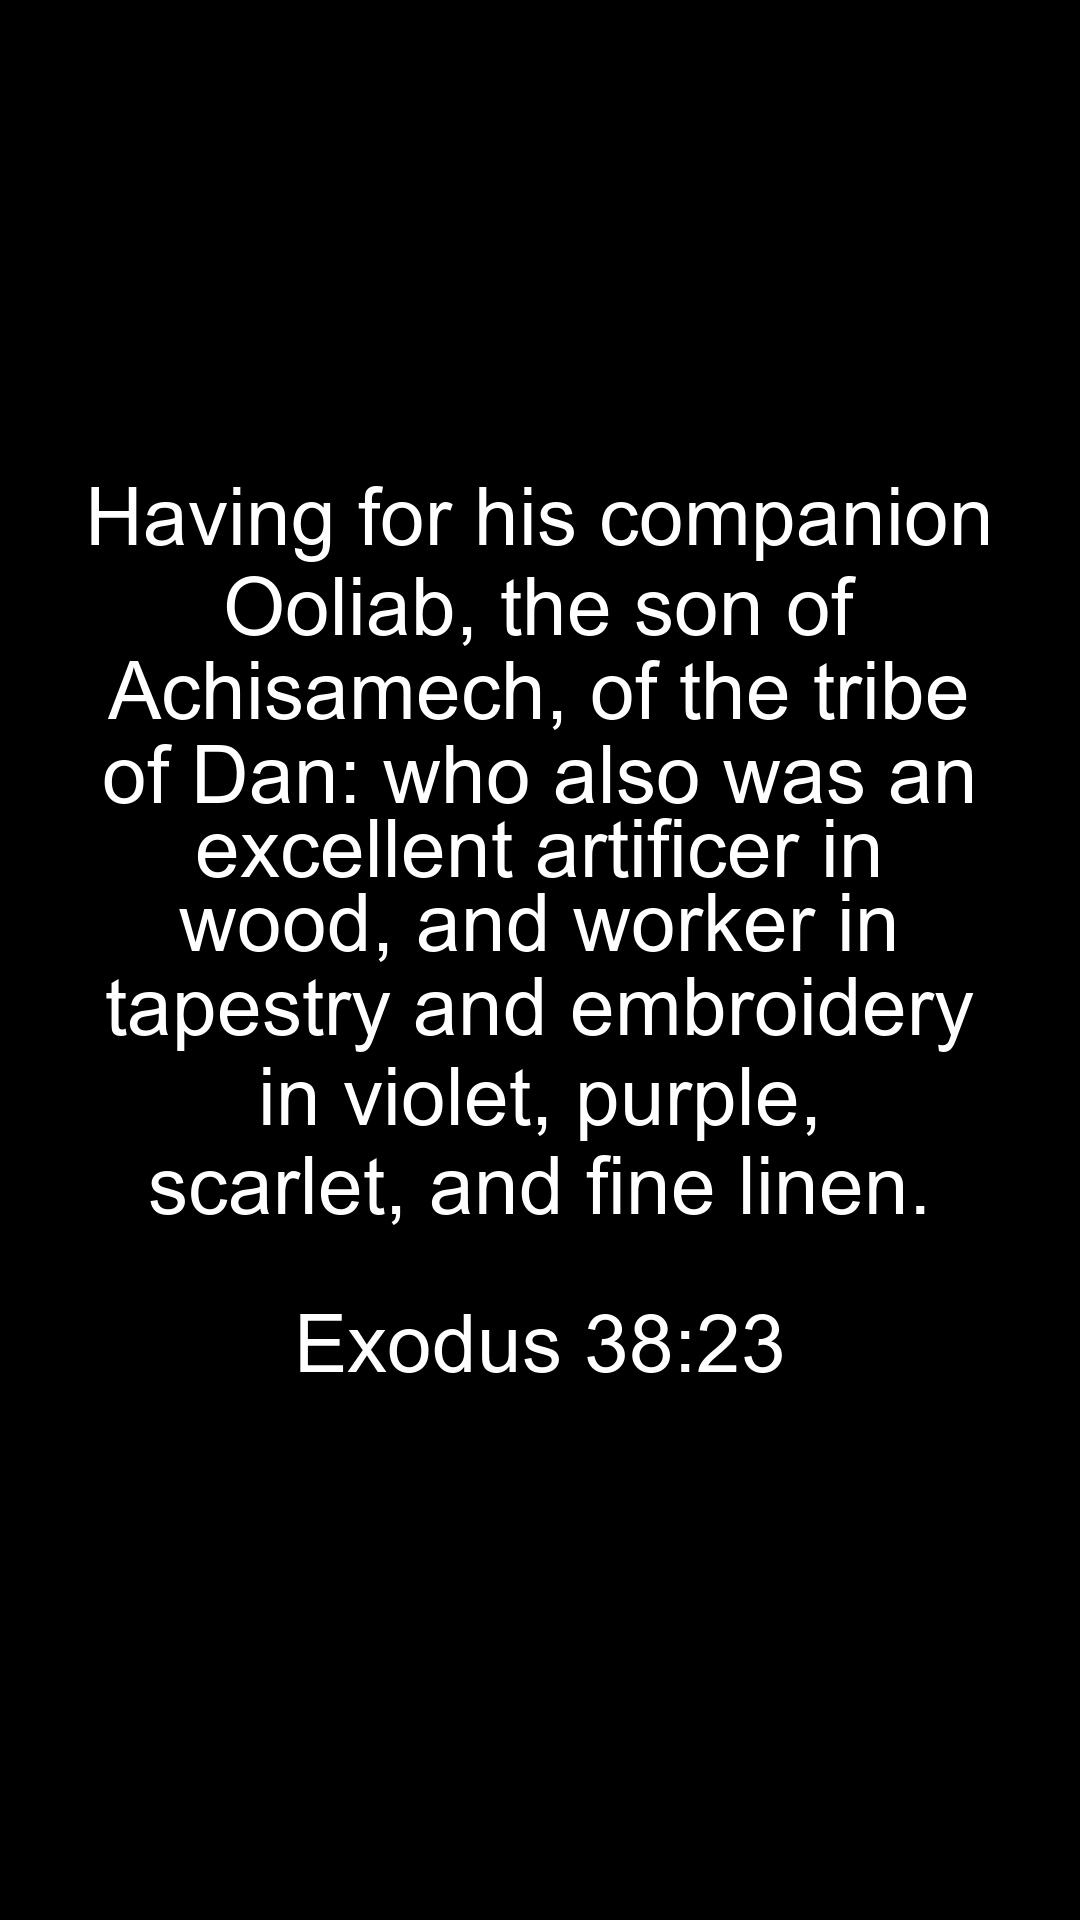 Having for his companion
Ooliab, the son of
Achisamech, of the tribe
of Dan: who also was an
excellent artificer in
wood, and worker in
tapestry and embroidery
in violet, purple,
scarlet, and fine linen.
Exodus 38:23